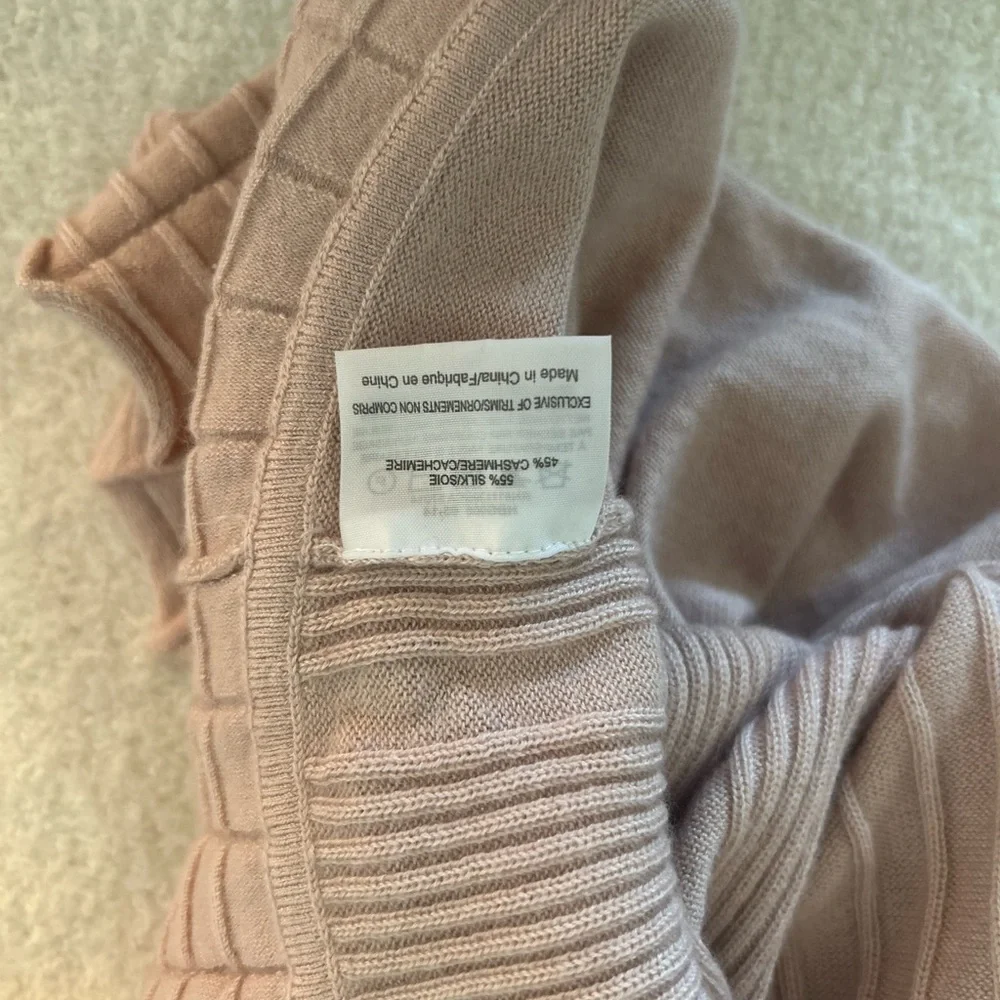 55% SILK/SOIE
45% CASHMERE/CACHEMIRE
EXCLUSIVE OF TRIMS/ORNEMENTS NON COMPRIS
Made in China/Fabrique en Chine